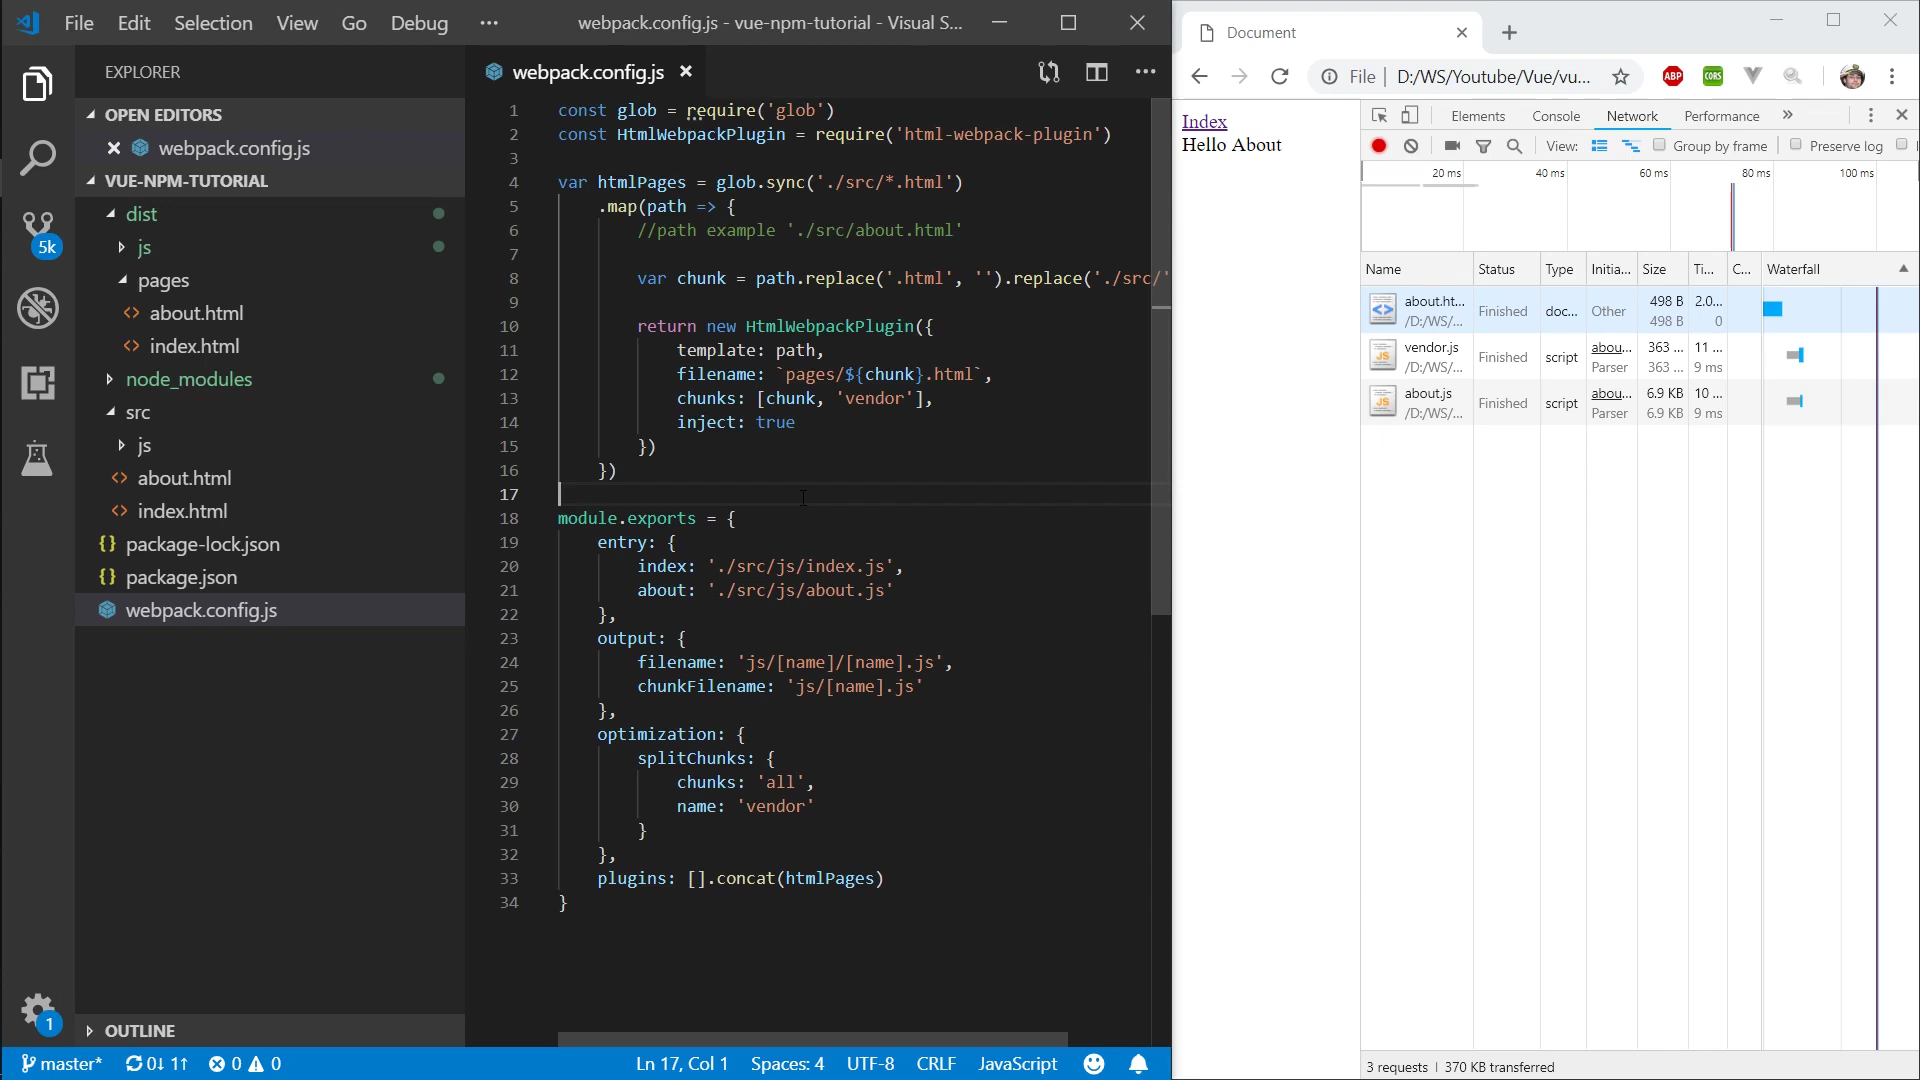 File Edit Selection View Go Debug ··· webpack.config.js - vue-npm-tutorial - Visual S...
EXPLORER
OPEN EDITORS
webpack.config.js
VUE-NPM-TUTORIAL
dist
js
pages
about.html
index.html
node_modules
src
js
about.html
index.html
package-lock.json
package.json
webpack.config.js
OUTLINE
5k
1
webpack.config.js
1 const glob = require('glob')
2 const HtmlWebpackPlugin = require('html-webpack-plugin')
3
4 var htmlPages = glob.sync('./src/*.html')
5 .map(path => {
6 //path example './src/about.html'
7
8 var chunk = path.replace('.html', '').replace('./src/'
9
10 return new HtmlWebpackPlugin({
11 template: path,
12 filename: `pages/${chunk}.html`,
13 chunks: [chunk, 'vendor'],
14 inject: true
15 })
16 })
17
18 module.exports = {
19 entry: {
20 index: './src/js/index.js',
21 about: './src/js/about.js'
22 },
23 output: {
24 filename: 'js/[name]/[name].js',
25 chunkFilename: 'js/[name].js'
26 },
27 optimization: {
28 splitChunks: {
29 chunks: 'all',
30 name: 'vendor'
31 }
32 },
33 plugins: [].concat(htmlPages)
34 }
master* 0↓ 1↑ 0 0 Ln 17, Col 1 Spaces: 4 UTF-8 CRLF JavaScript
Document
File | D:/WS/Youtube/Vue/vu... ABP CORS
Index
Hello About
Elements Console Network Performance »
View: Group by frame Preserve log
20 ms 40 ms 60 ms 80 ms 100 ms
Name Status Type Initia... Size Ti... C... Waterfall
about.ht... Finished doc... Other 498 B 2.0...
/D:/WS/... 498 B 0
vendor.js Finished script abou... 363 ... 11 ...
/D:/WS/... Parser 363 ... 9 ms
about.js Finished script abou... 6.9 KB 10 ...
/D:/WS/... Parser 6.9 KB 9 ms
3 requests | 370 KB transferred